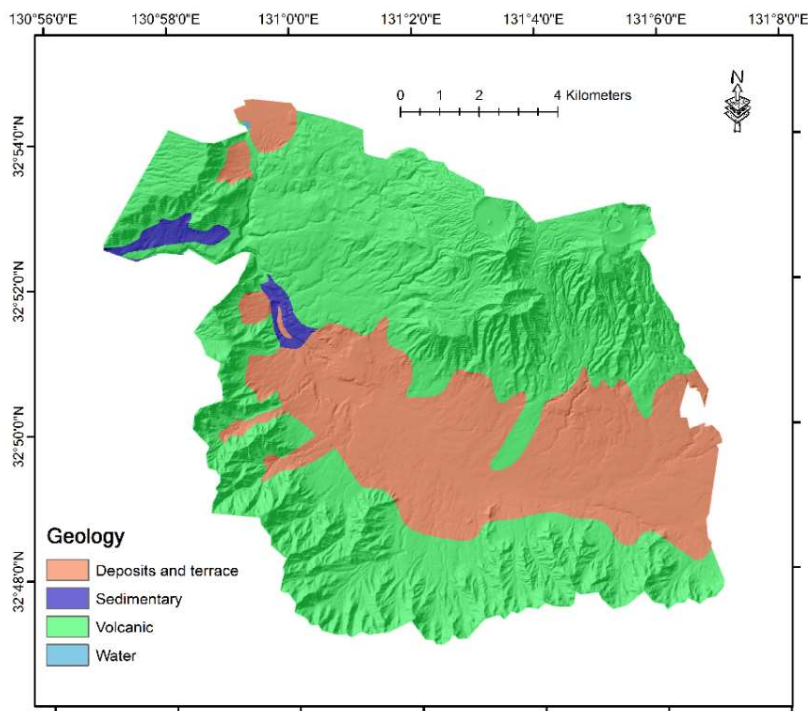 130°56'0"E 130°58'0"E 131°0'0"E 131°2'0"E 131°4'0"E 131°6'0"E 131°8'0"E
0 1 2 4 Kilometers
N
32°54'0"N
32°52'0"N
32°50'0"N
32°48'0"N
Geology
Deposits and terrace
Sedimentary
Volcanic
Water